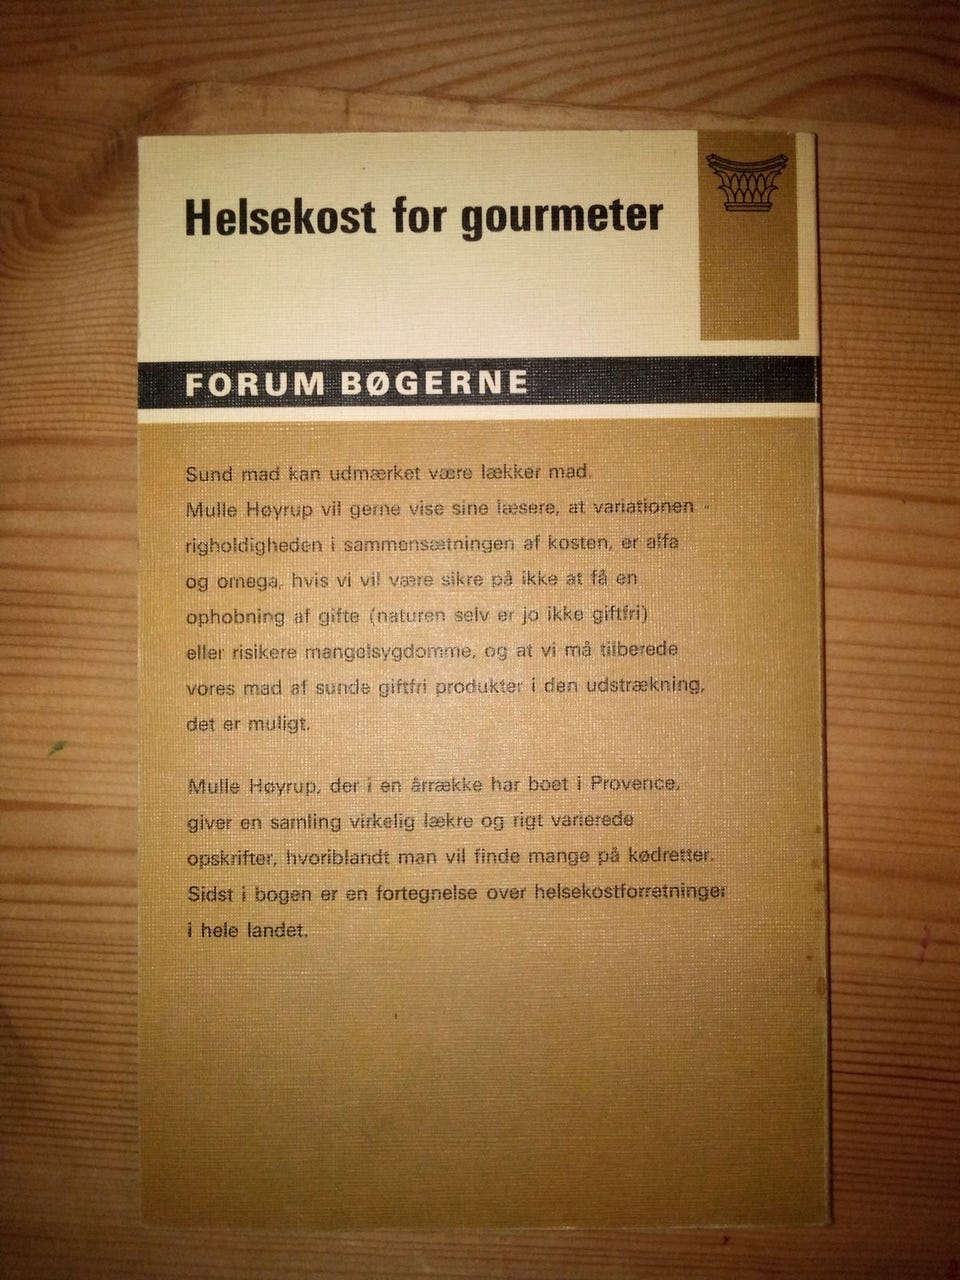 Helsekost for gourmeter
FORUM BØGERNE
Sund mad kan udmærket være lækker mad.
Mulle Høyrup vil gerne vise sine læsere, at variationen -
righoldigheden i sammensætningen af kosten, er alfa
og omega, hvis vi vil være sikre på ikke at få en
ophobning af gifte (naturen selv er jo ikke giftfri)
eller risikere mangelsygdomme, og at vi må tilberede
vores mad af sunde giftfri produkter i den udstrækning,
det er muligt.
Mulle Høyrup, der i en årrække har boet i Provence,
giver en samling virkelig lækre og rigt varierede
opskrifter, hvoriblandt man vil finde mange på kødretter.
Sidst i bogen er en fortegnelse over helsekostforretninger
i hele landet.